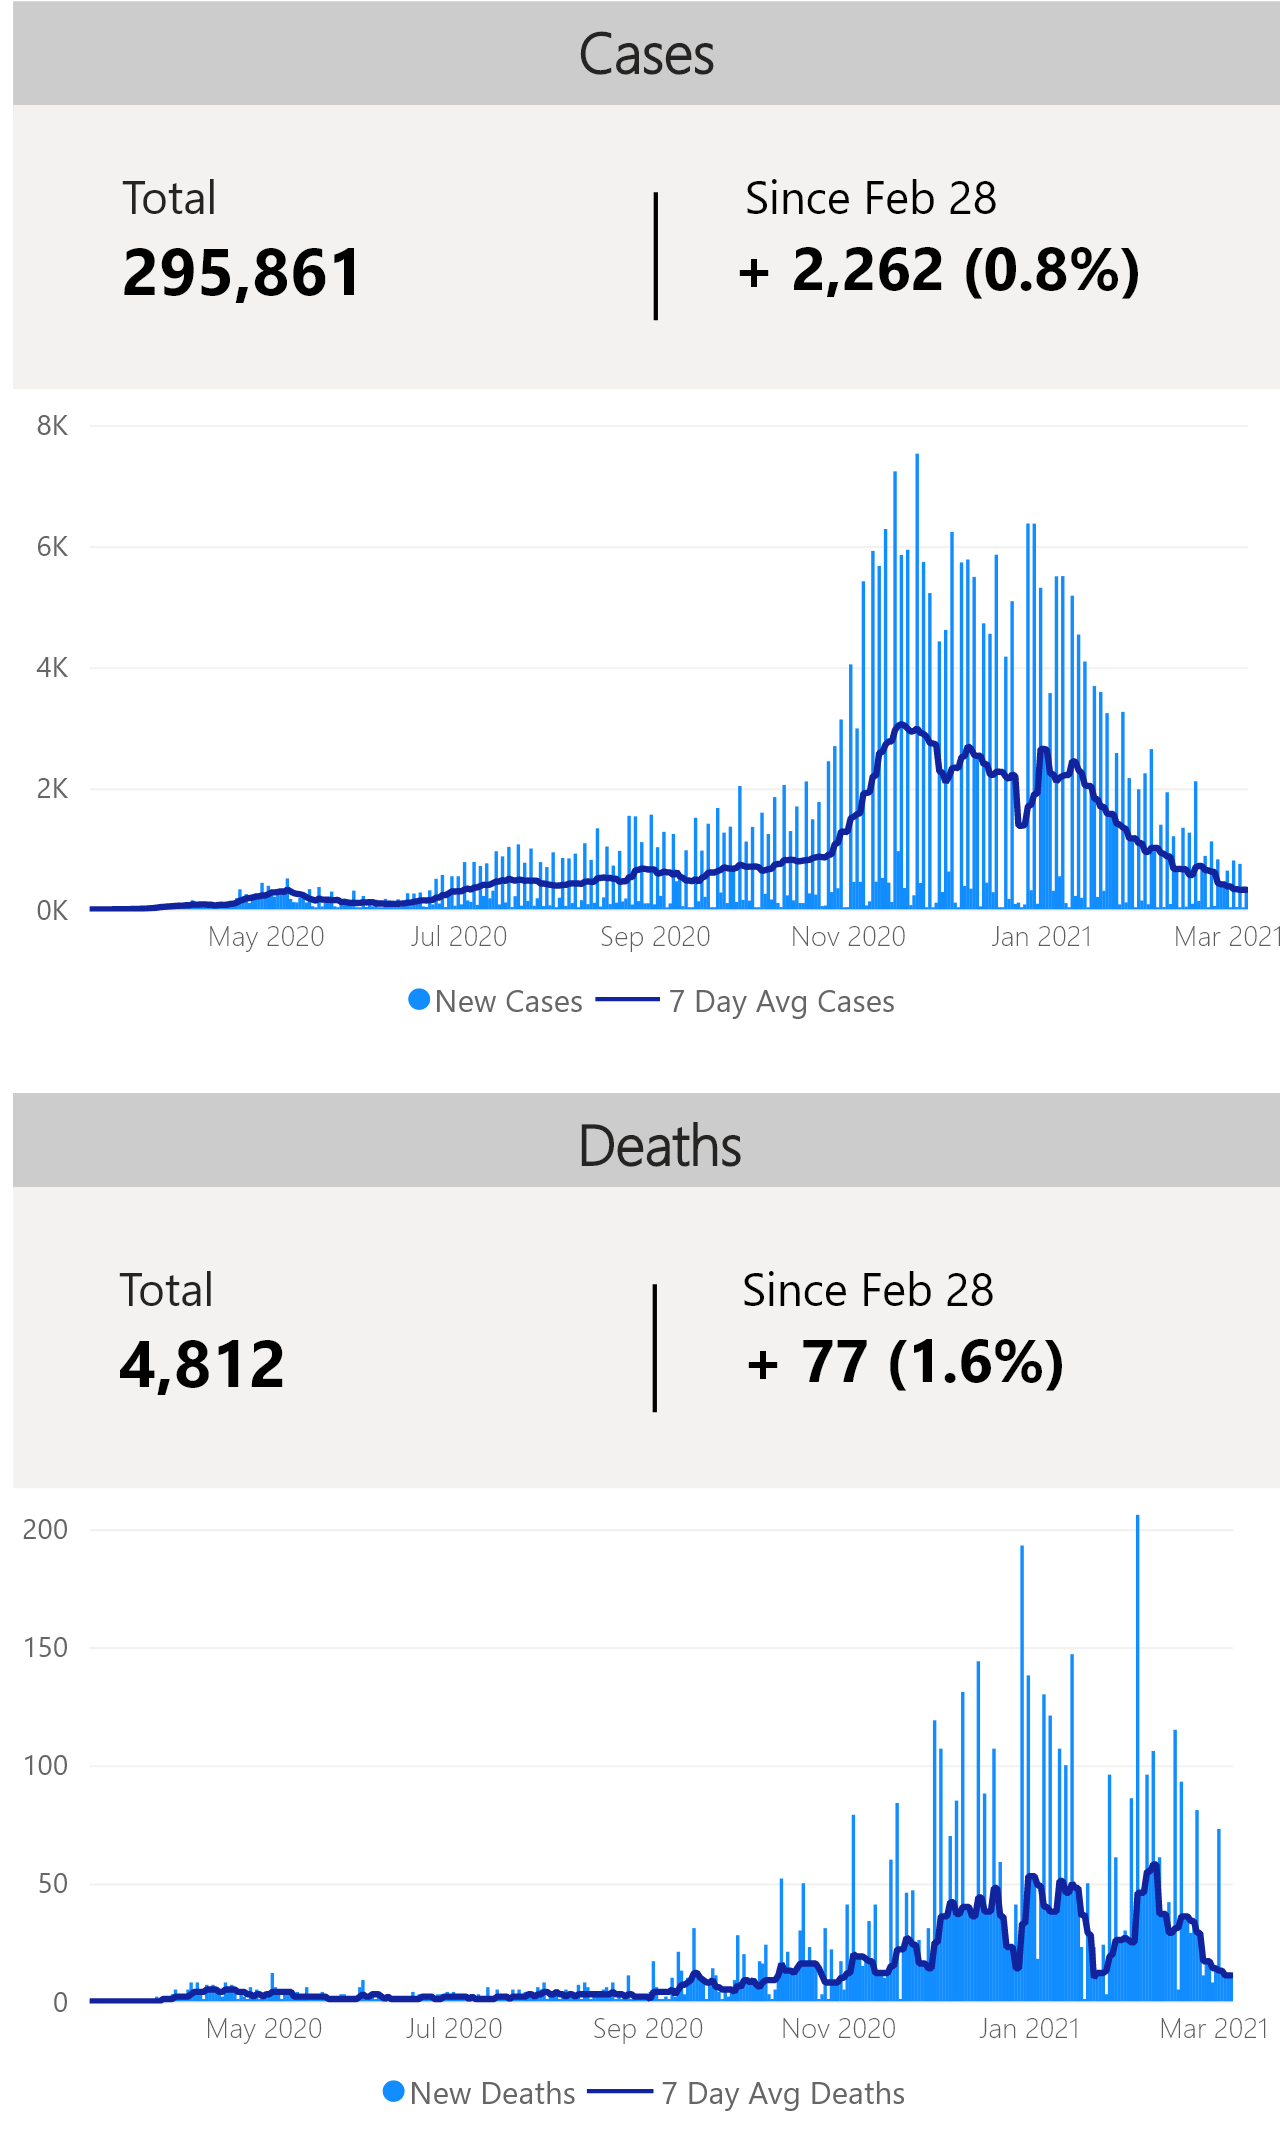 Cases
Total
Since Feb 28
295,861
+ 2,262 (0.8%)
8K
6K
4K
2K
0K
May 2020
Jul 2020
Sep 2020
Nov 2020
Jan 2021
Mar 2021
New Cases
7 Day Avg Cases
Deaths
Total
Since Feb 28
4,812
+ 77 (1.6%)
200
150
100
50
0
May 2020
Jul 2020
Sep 2020
Nov 2020
Jan 2021
Mar 2021
New Deaths
7 Day Avg Deaths